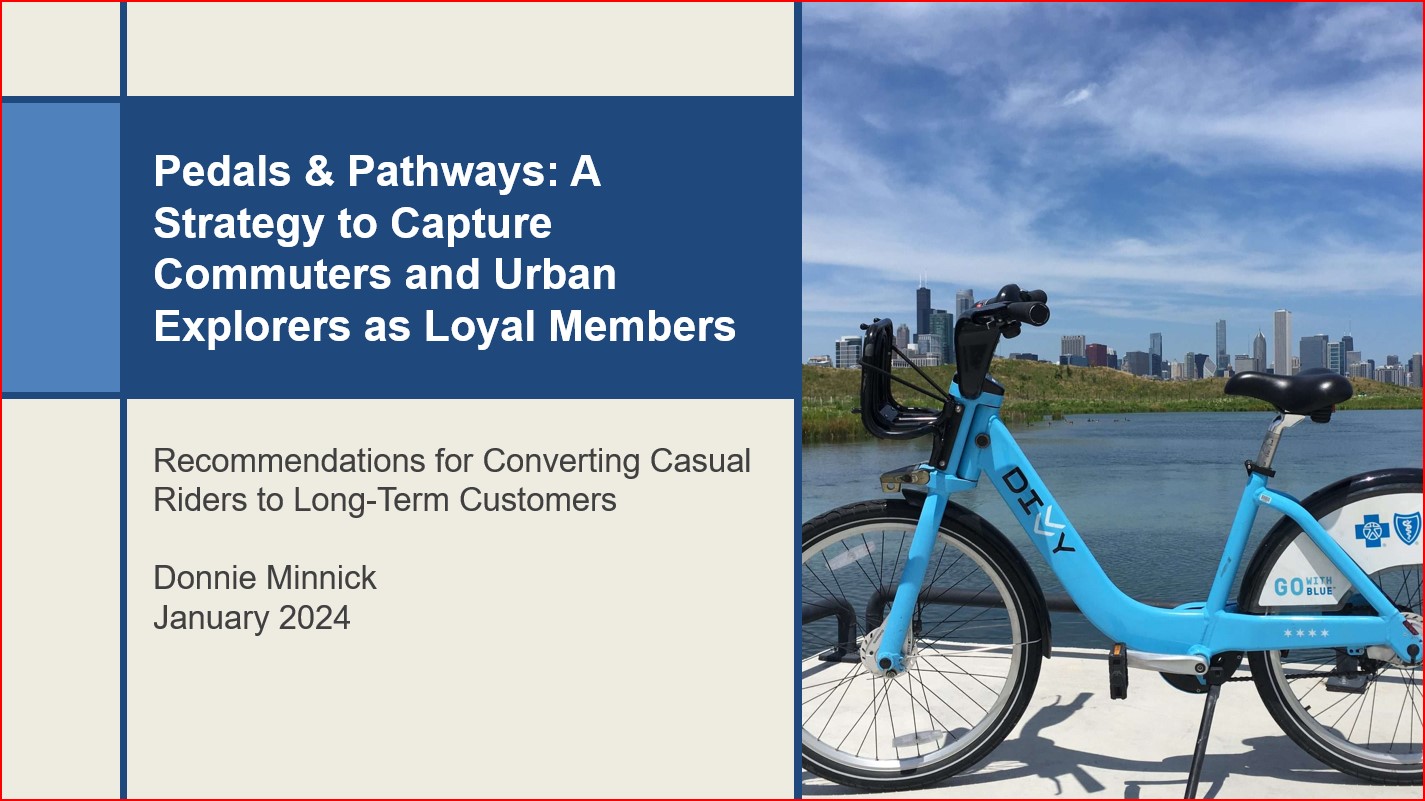 Pedals & Pathways: A
Strategy to Capture
Commuters and Urban
Explorers as Loyal Members
Recommendations for Converting Casual
Riders to Long-Term Customers
Donnie Minnick
January 2024
DIVVY
GO WITH
BLUE